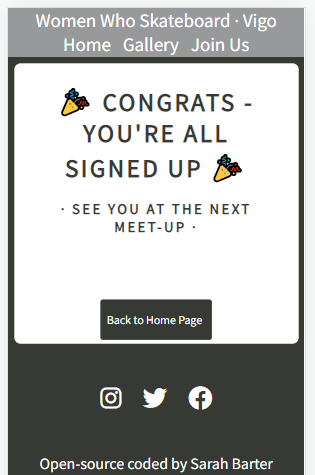 Women Who Skateboard · Vigo
Home Gallery Join Us
CONGRATS -
YOU'RE ALL
SIGNED UP
· SEE YOU AT THE NEXT
MEET-UP ·
Back to Home Page
Open-source coded by Sarah Barter